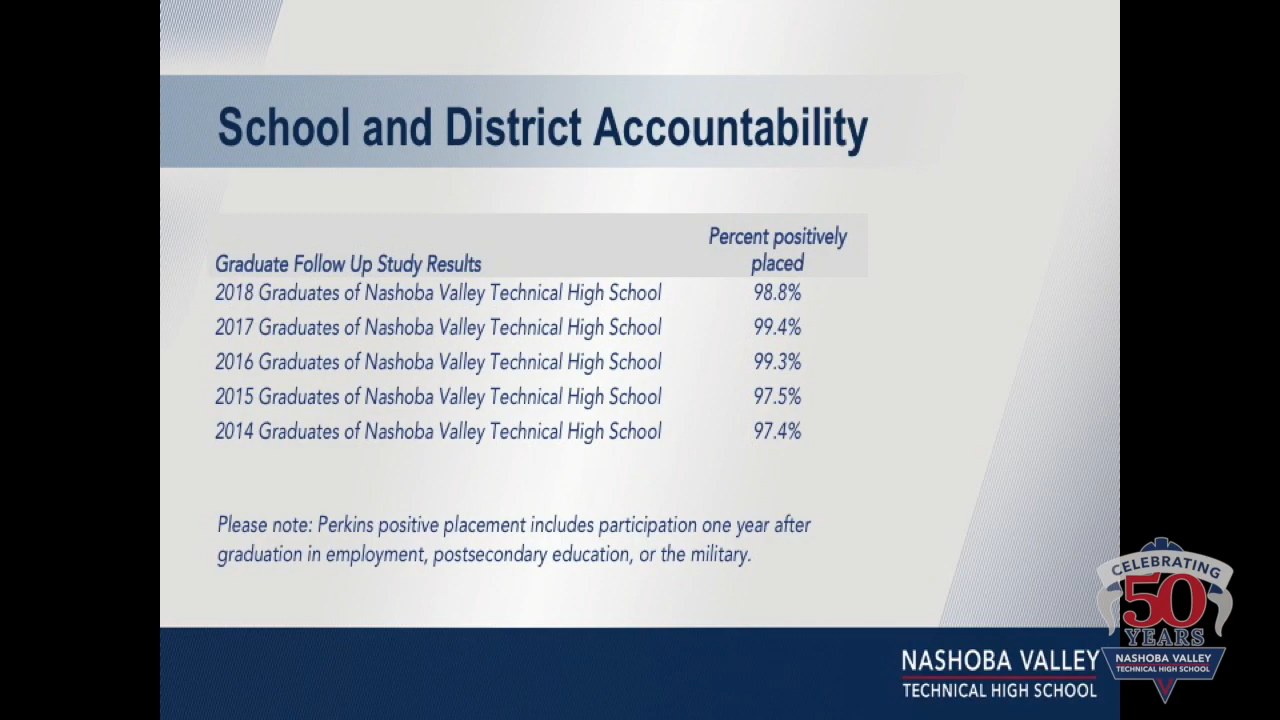 School and District Accountability
Percent positively
placed
Graduate Follow Up Study Results
2018 Graduates of Nashoba Valley Technical High School 98.8%
2017 Graduates of Nashoba Valley Technical High School 99.4%
2016 Graduates of Nashoba Valley Technical High School 99.3%
2015 Graduates of Nashoba Valley Technical High School 97.5%
2014 Graduates of Nashoba Valley Technical High School 97.4%
Please note: Perkins positive placement includes participation one year after
graduation in employment, postsecondary education, or the military.
NASHOBA VALLEY
TECHNICAL HIGH SCHOOL
CELEBRATING
50
YEARS
NASHOBA VALLEY
TECHNICAL HIGH SCHOOL